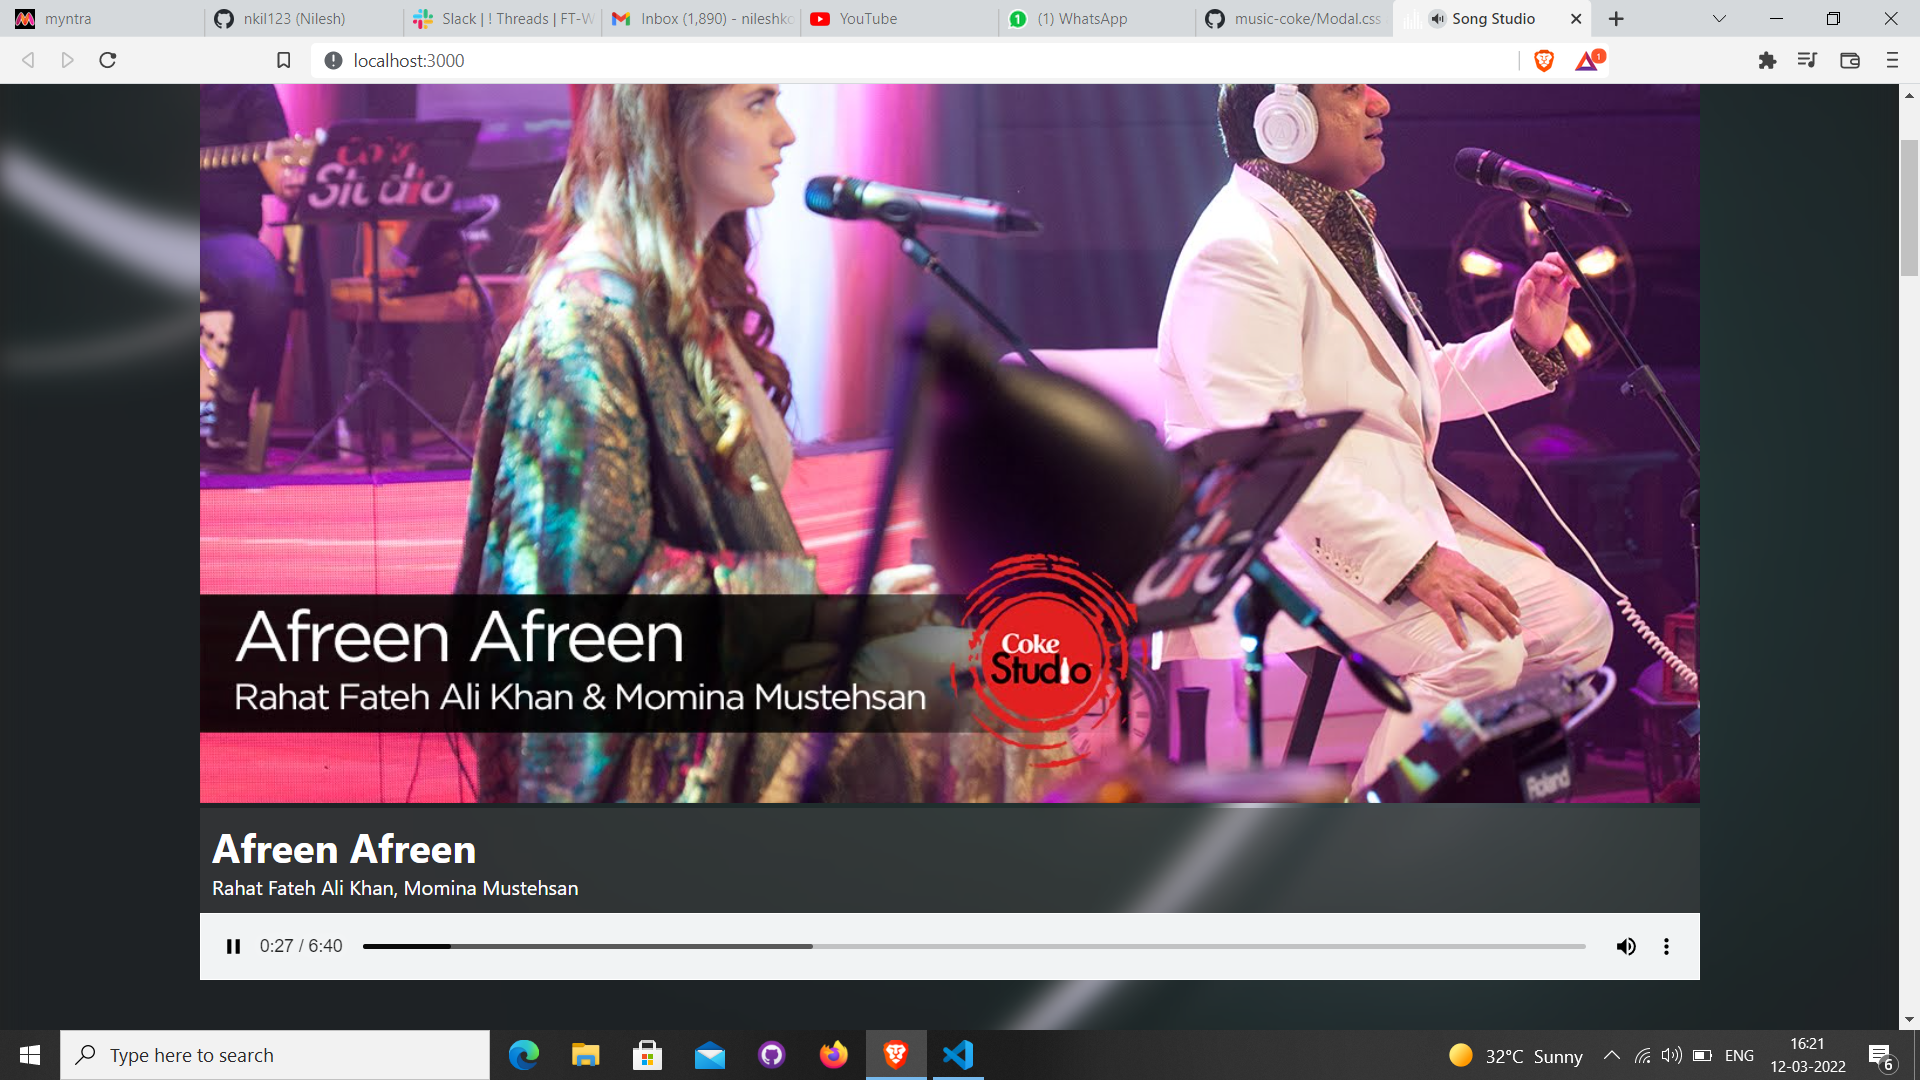 myntra
nkil123 (Nilesh)
Slack | ! Threads | FT-W
Inbox (1,890) - nileshko
YouTube
(1) WhatsApp
music-coke/Modal.css
Song Studio
localhost:3000
1
Coke
Studio
Afreen Afreen
Rahat Fateh Ali Khan & Momina Mustehsan
Coke
Studio
Roland
Afreen Afreen
Rahat Fateh Ali Khan, Momina Mustehsan
0:27 / 6:40
Type here to search
32°C Sunny
ENG
16:21
12-03-2022
6